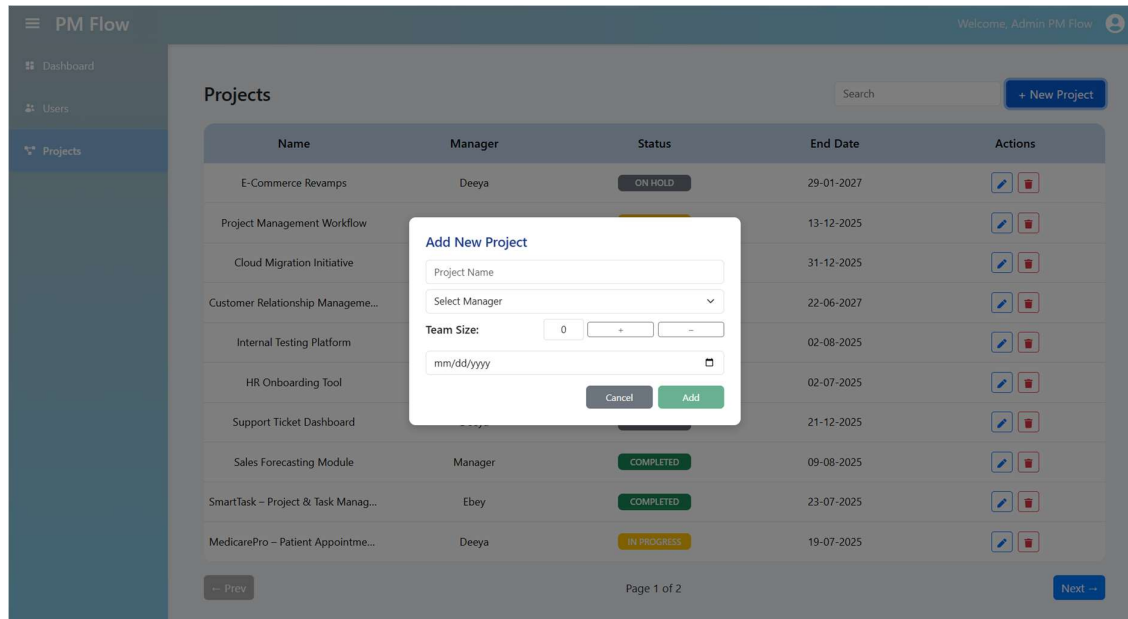 PM Flow
Welcome, Admin PM Flow
Dashboard
Users
Projects
Projects
Search
+ New Project
Name Manager Status End Date Actions
E-Commerce Revamps Deeya ON HOLD 29-01-2027
Project Management Workflow 13-12-2025
Cloud Migration Initiative 31-12-2025
Customer Relationship Manageme... 22-06-2027
Internal Testing Platform 02-08-2025
HR Onboarding Tool 02-07-2025
Support Ticket Dashboard 21-12-2025
Sales Forecasting Module Manager COMPLETED 09-08-2025
SmartTask – Project & Task Manag... Ebey COMPLETED 23-07-2025
MedicarePro – Patient Appointme... Deeya IN PROGRESS 19-07-2025
Add New Project
Project Name
Select Manager
Team Size: 0 + −
mm/dd/yyyy
Cancel Add
← Prev Page 1 of 2 Next →